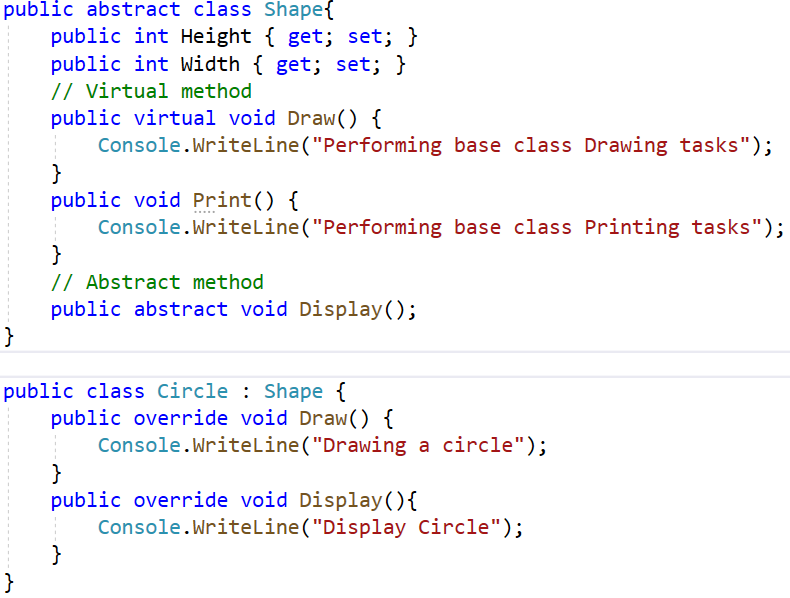 public abstract class Shape{
    public int Height { get; set; }
    public int Width { get; set; }
    // Virtual method
    public virtual void Draw() {
        Console.WriteLine("Performing base class Drawing tasks");
    }
    public void Print() {
        Console.WriteLine("Performing base class Printing tasks");
    }
    // Abstract method
    public abstract void Display();
}
public class Circle : Shape {
    public override void Draw() {
        Console.WriteLine("Drawing a circle");
    }
    public override void Display(){
        Console.WriteLine("Display Circle");
    }
}